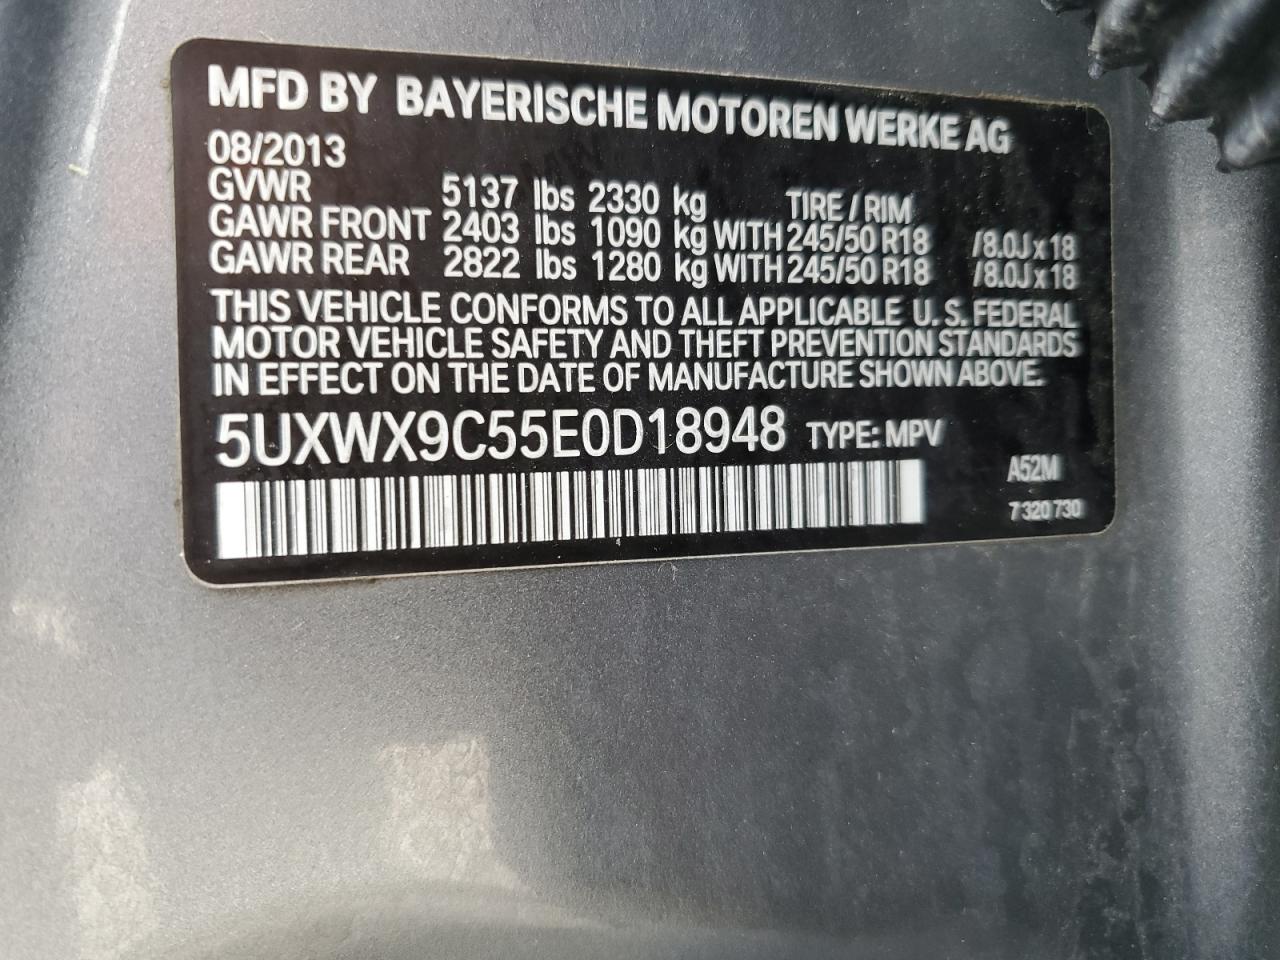 MFD BY BAYERISCHE MOTOREN WERKE AG
08/2013
GVWR 5137 lbs 2330 kg TIRE / RIM
GAWR FRONT 2403 lbs 1090 kg WITH 245/50 R18 /8.0J x 18
GAWR REAR 2822 lbs 1280 kg WITH 245/50 R18 /8.0J x 18
THIS VEHICLE CONFORMS TO ALL APPLICABLE U. S. FEDERAL
MOTOR VEHICLE SAFETY AND THEFT PREVENTION STANDARDS
IN EFFECT ON THE DATE OF MANUFACTURE SHOWN ABOVE.
5UXWX9C55E0D18948 TYPE: MPV
A52M
7 320 730